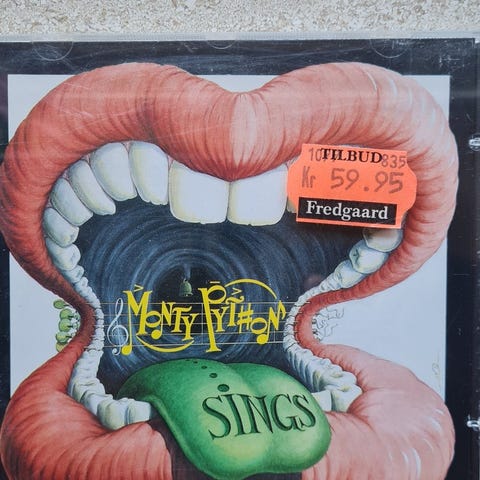 10 TILBUD 835
Kr 59.95
Fredgaard
MONTY PYTHON
SINGS